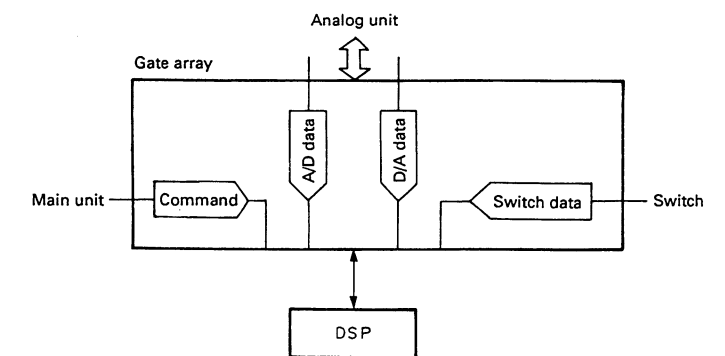 Analog unit
Gate array
A/D data
D/A data
Main unit
Command
Switch data
Switch
DSP